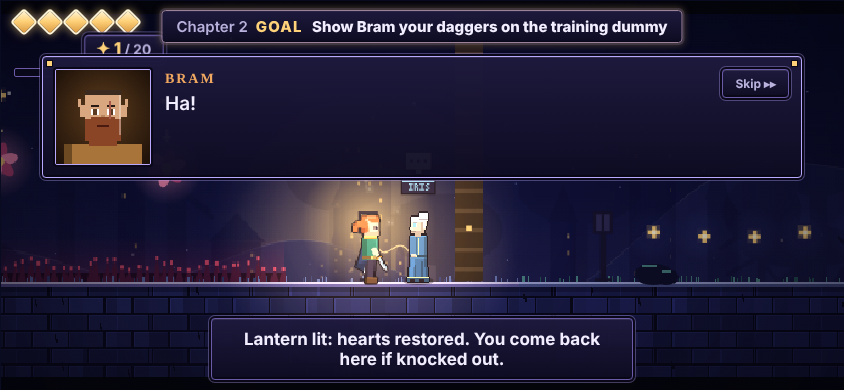 Chapter 2 GOAL Show Bram your daggers on the training dummy
✦ 1 / 20
BRAM
Skip ▸▸
Ha!
IRIS
Lantern lit: hearts restored. You come back
here if knocked out.